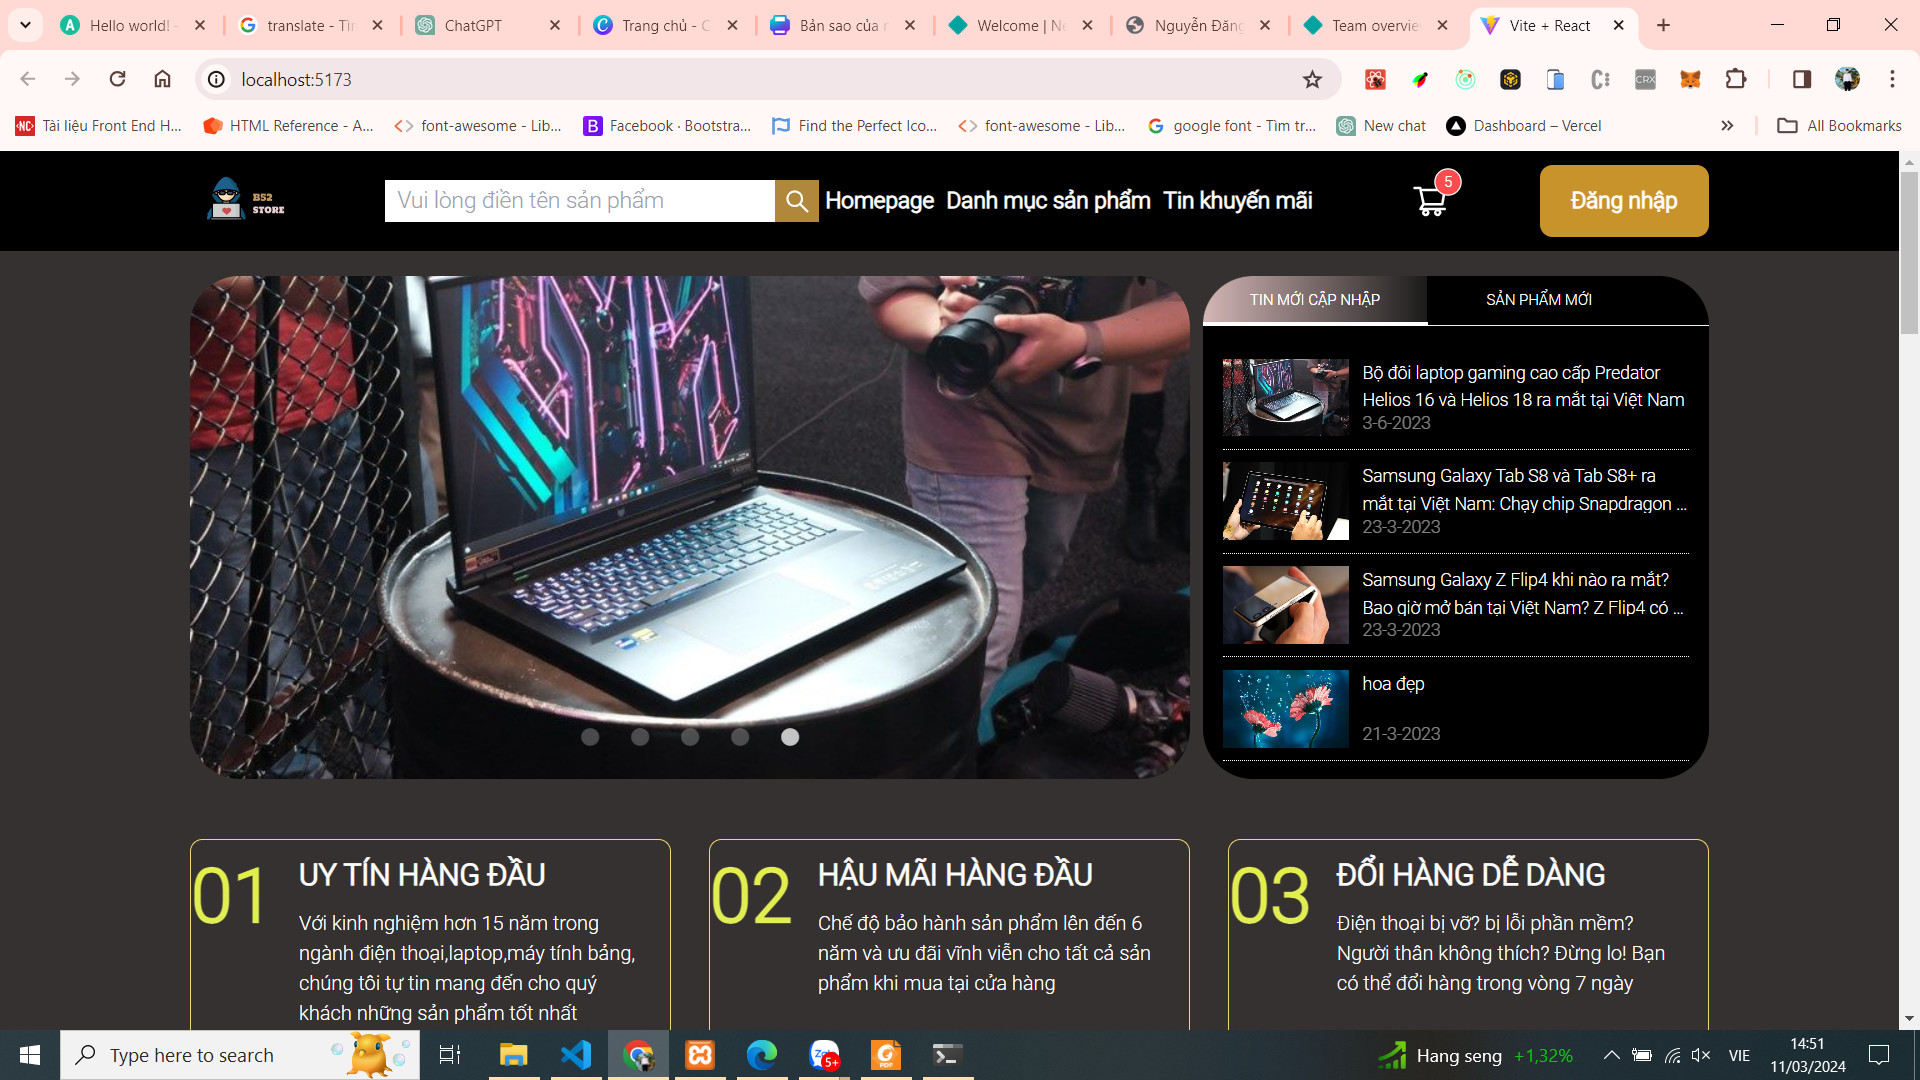 Hello world! -
translate - Tìn
ChatGPT
Trang chủ - C
Bản sao của r
Welcome | Ne
Nguyễn Đăng
Team overvie
Vite + React
localhost:5173
Tài liệu Front End H...
HTML Reference - A...
font-awesome - Lib...
Facebook · Bootstra...
Find the Perfect Ico...
font-awesome - Lib...
google font - Tìm tr...
New chat
Dashboard – Vercel
All Bookmarks
B52
STORE
Vui lòng điền tên sản phẩm
Homepage
Danh mục sản phẩm
Tin khuyến mãi
5
Đăng nhập
TIN MỚI CẬP NHẬP
SẢN PHẨM MỚI
Bộ đôi laptop gaming cao cấp Predator
Helios 16 và Helios 18 ra mắt tại Việt Nam
3-6-2023
Samsung Galaxy Tab S8 và Tab S8+ ra
mắt tại Việt Nam: Chạy chip Snapdragon ...
23-3-2023
Samsung Galaxy Z Flip4 khi nào ra mắt?
Bao giờ mở bán tại Việt Nam? Z Flip4 có ...
23-3-2023
hoa đẹp
21-3-2023
01
UY TÍN HÀNG ĐẦU
Với kinh nghiệm hơn 15 năm trong
ngành điện thoại,laptop,máy tính bảng,
chúng tôi tự tin mang đến cho quý
khách những sản phẩm tốt nhất
02
HẬU MÃI HÀNG ĐẦU
Chế độ bảo hành sản phẩm lên đến 6
năm và ưu đãi vĩnh viễn cho tất cả sản
phẩm khi mua tại cửa hàng
03
ĐỔI HÀNG DỄ DÀNG
Điện thoại bị vỡ? bị lỗi phần mềm?
Người thân không thích? Đừng lo! Bạn
có thể đổi hàng trong vòng 7 ngày
Type here to search
5+
Hang seng +1,32%
VIE
14:51
11/03/2024